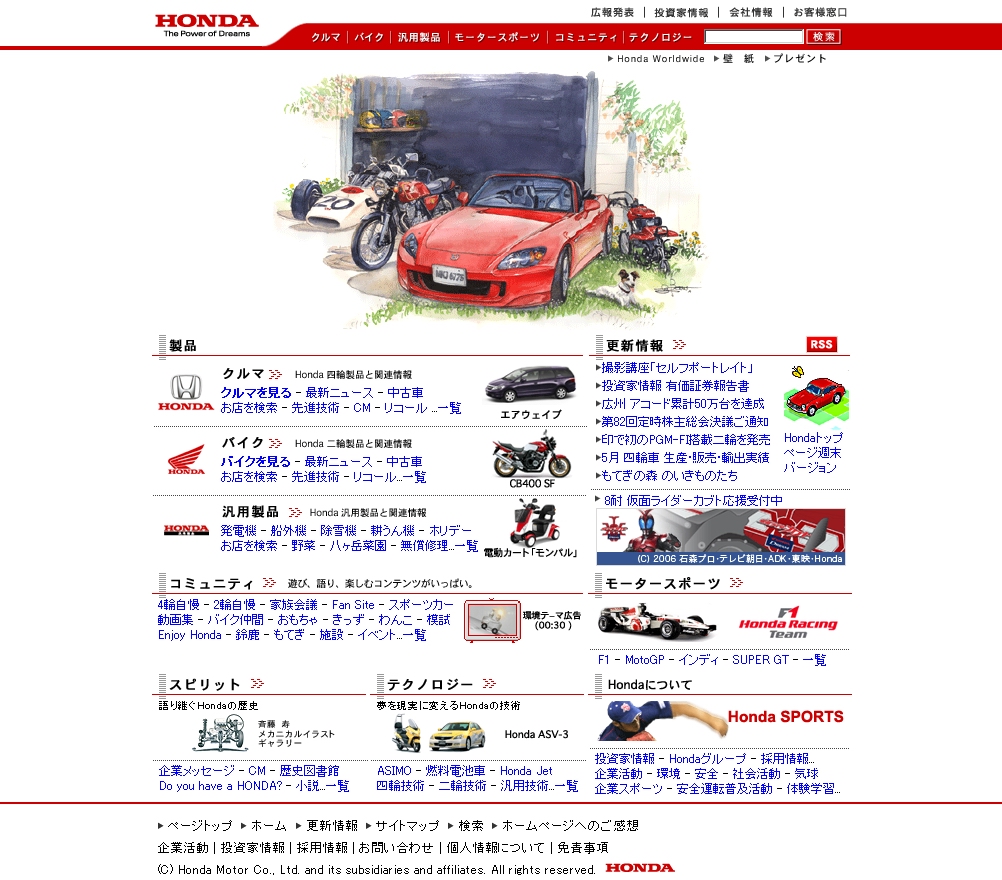 HONDA
The Power of Dreams
広報発表 | 投資家情報 | 会社情報 | お客様窓口
クルマ | バイク | 汎用製品 | モータースポーツ | コミュニティ | テクノロジー
検索
Honda Worldwide 壁 紙 プレゼント
20
製品
クルマ Honda 四輪製品と関連情報
クルマを見る - 最新ニュース - 中古車
お店を検索 - 先進技術 - CM - リコール ...一覧
HONDA
エアウェイブ
バイク Honda 二輪製品と関連情報
バイクを見る - 最新ニュース - 中古車
お店を検索 - 先進技術 - リコール...一覧
HONDA
CB400 SF
汎用製品 Honda 汎用製品と関連情報
発電機 - 船外機 - 除雪機 - 耕うん機 - ホリデー
お店を検索 - 野菜 - 八ヶ岳菜園 - 無償修理...一覧
HONDA
電動カート「モンパル」
更新情報
RSS
撮影講座「セルフポートレイト」
投資家情報 有価証券報告書
広州 アコード累計50万台を達成
第82回定時株主総会決議ご通知
印で初のPGM-FI搭載二輪を発売
5月 四輪車 生産・販売・輸出実績
もてぎの森 のいきものたち
Hondaトップ
ページ週末
バージョン
8耐 仮面ライダーカブト応援受付中
(C) 2006 石森プロ・テレビ朝日・ADK・東映・Honda
コミュニティ 遊び、語り、楽しむコンテンツがいっぱい。
4輪自慢 - 2輪自慢 - 家族会議 - Fan Site - スポーツカー
動画集 - バイク仲間 - おもちゃ - きっず - わんこ - 模試
Enjoy Honda - 鈴鹿 - もてぎ - 施設 - イベント...一覧
環境テーマ広告
(00:30 )
モータースポーツ
F1
Honda Racing
Team
F1 - MotoGP - インディ - SUPER GT - 一覧
スピリット
語り継ぐHondaの歴史
斉藤 寿
メカニカルイラスト
ギャラリー
企業メッセージ - CM - 歴史図書館
Do you have a HONDA? - 小説...一覧
テクノロジー
夢を現実に変えるHondaの技術
Honda ASV-3
ASIMO - 燃料電池車 - Honda Jet
四輪技術 - 二輪技術 - 汎用技術...一覧
Hondaについて
Honda SPORTS
投資家情報 - Hondaグループ - 採用情報...
企業活動 - 環境 - 安全 - 社会活動 - 気球
企業スポーツ - 安全運転普及活動 - 体験学習...
ページトップ ホーム 更新情報 サイトマップ 検索 ホームページへのご感想
企業活動 | 投資家情報 | 採用情報 | お問い合わせ | 個人情報について | 免責事項
(C) Honda Motor Co., Ltd. and its subsidiaries and affiliates. All rights reserved. HONDA